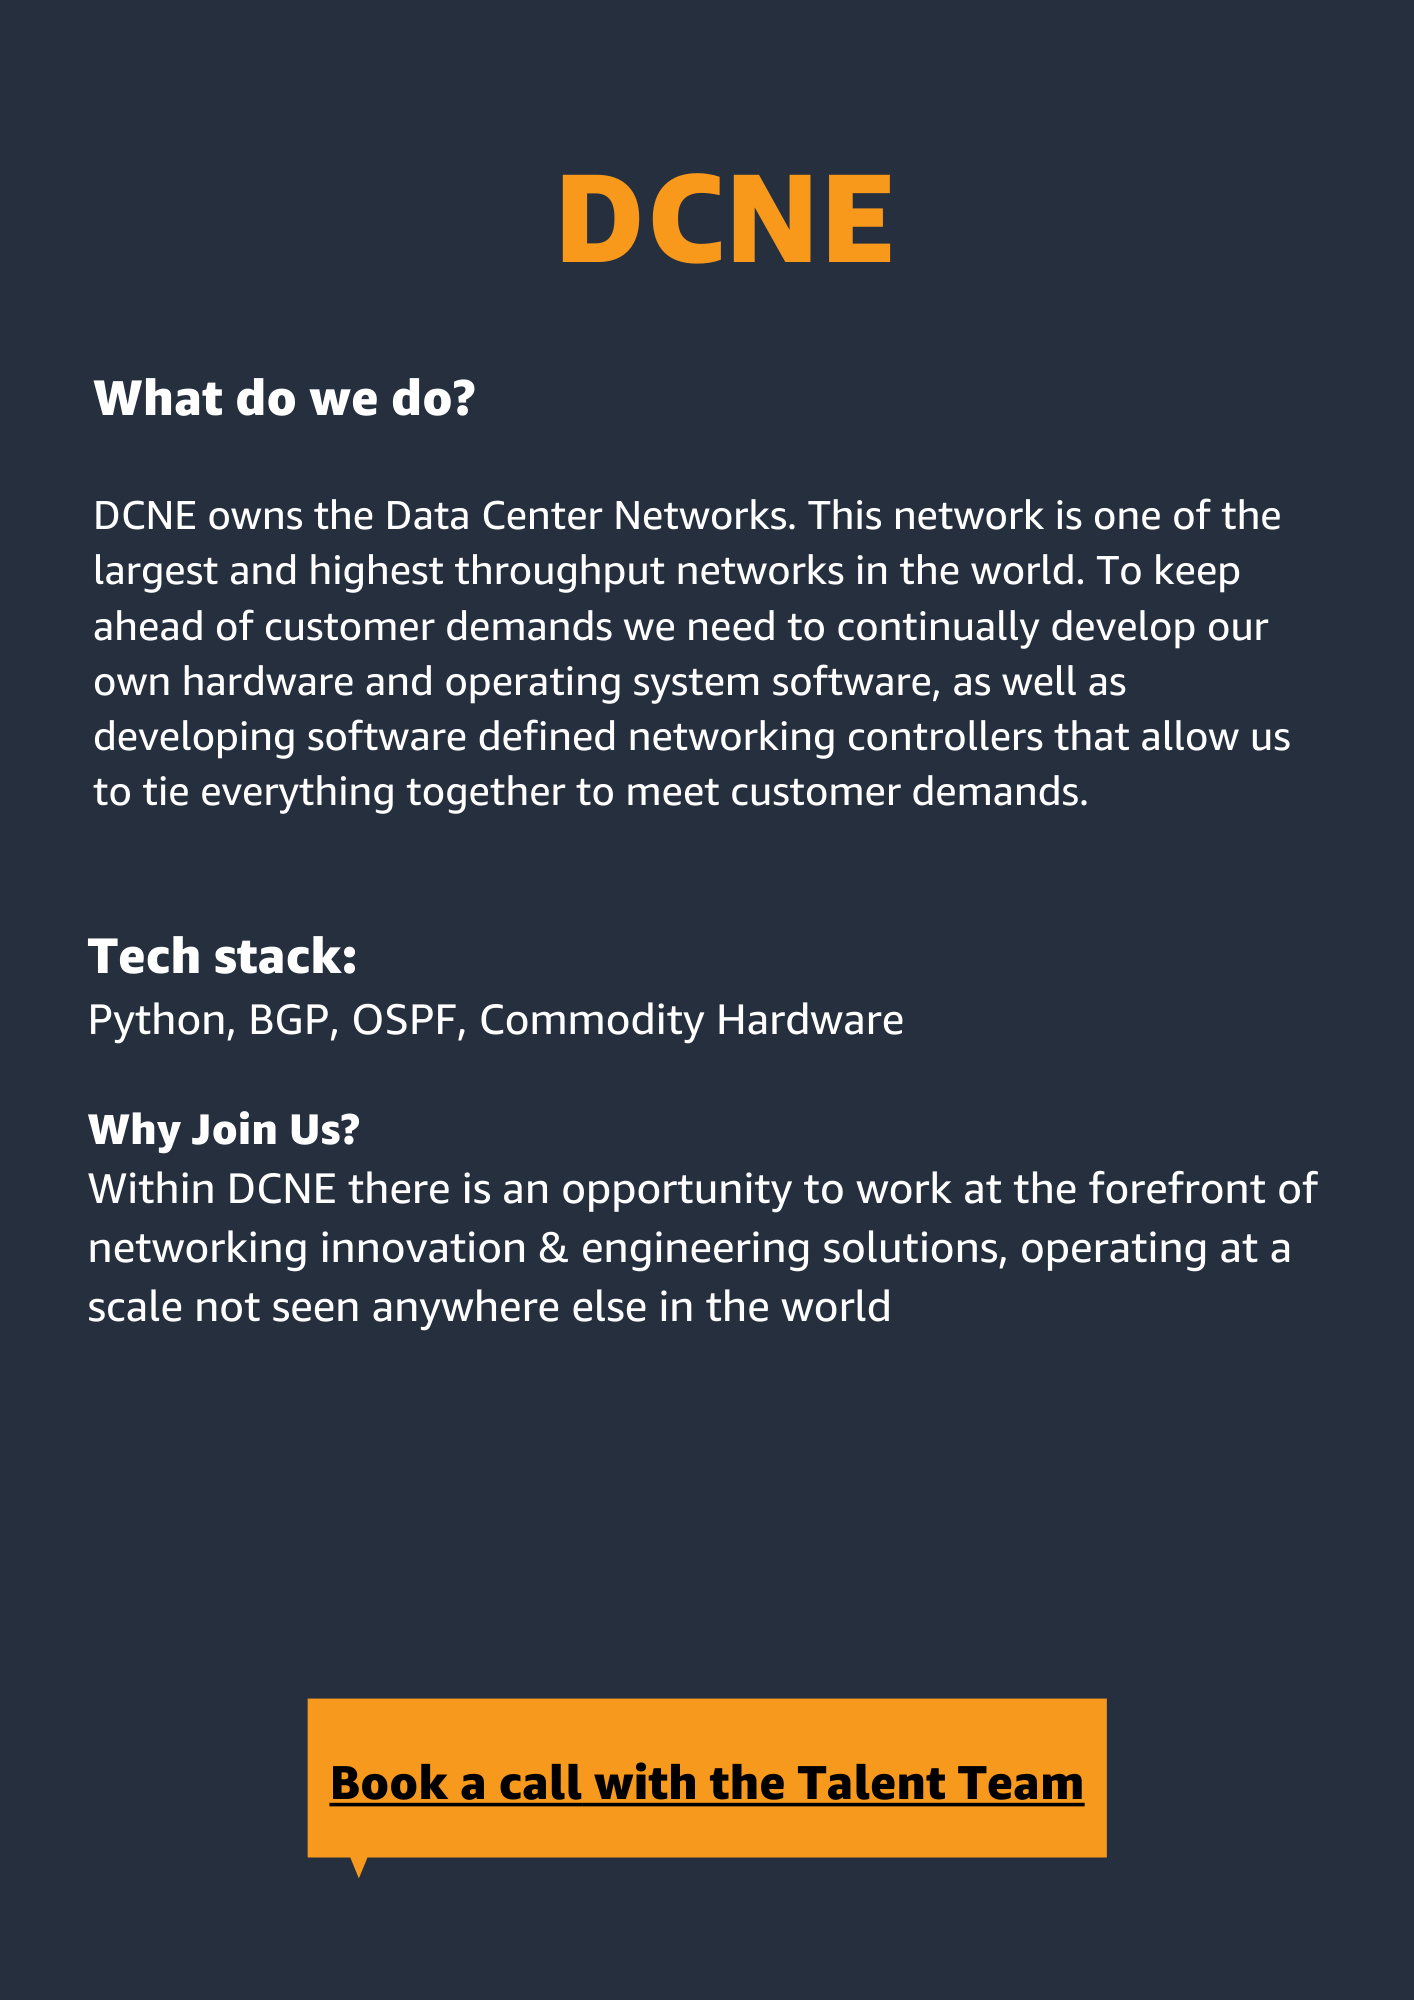 DCNE
What do we do?
DCNE owns the Data Center Networks. This network is one of the
largest and highest throughput networks in the world. To keep
ahead of customer demands we need to continually develop our
own hardware and operating system software, as well as
developing software defined networking controllers that allow us
to tie everything together to meet customer demands.
Tech stack:
Python, BGP, OSPF, Commodity Hardware
Why Join Us?
Within DCNE there is an opportunity to work at the forefront of
networking innovation & engineering solutions, operating at a
scale not seen anywhere else in the world
Book a call with the Talent Team